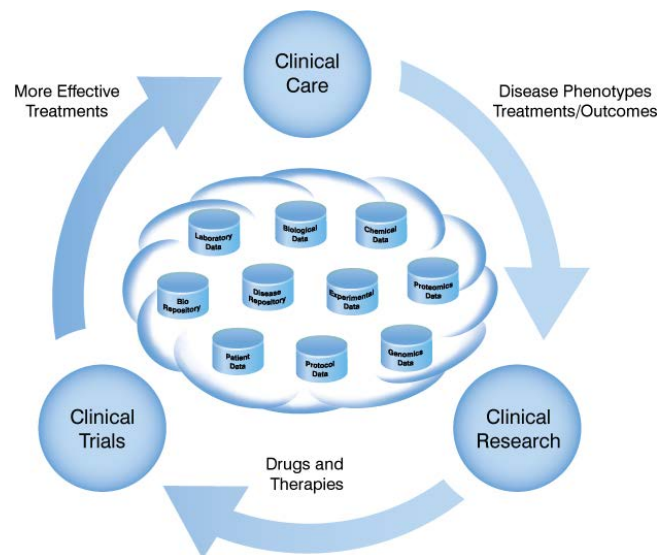 Clinical
Care
More Effective
Treatments
Disease Phenotypes
Treatments/Outcomes
Laboratory
Data
Biological
Data
Chemical
Data
Bio
Repository
Disease
Repository
Experimental
Data
Proteomics
Data
Patient
Data
Protocol
Data
Genomics
Data
Clinical
Trials
Clinical
Research
Drugs and
Therapies